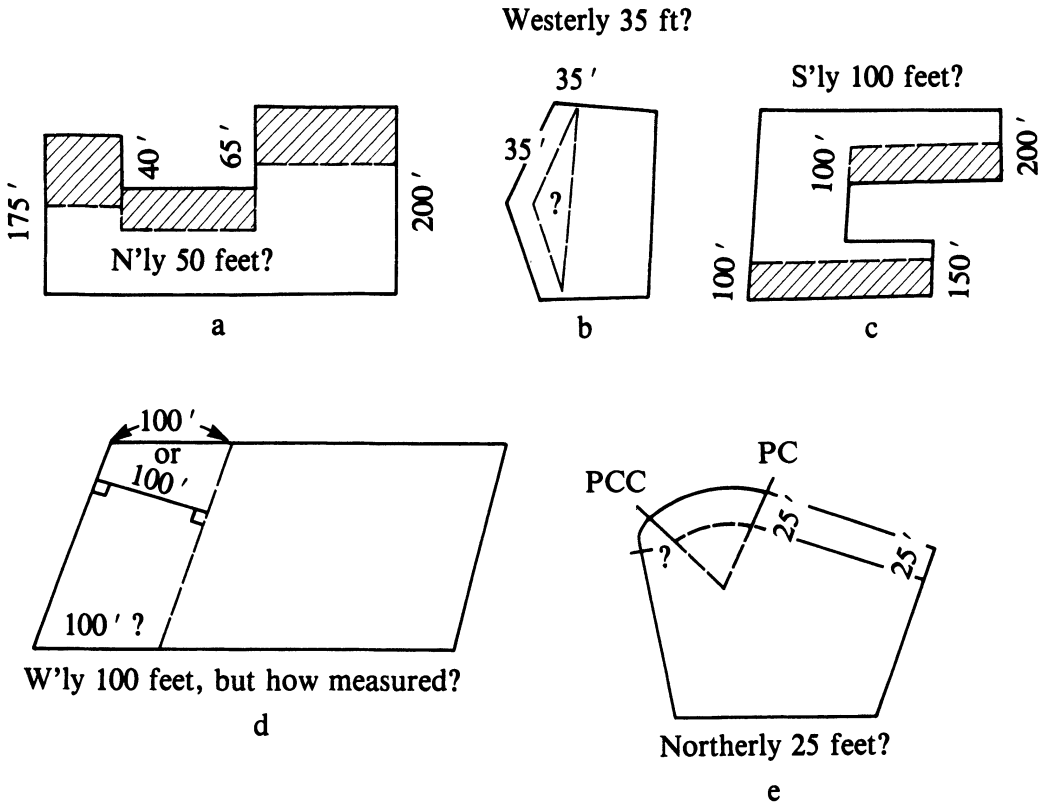 Westerly 35 ft?
35'
35'
?
b
S'ly 100 feet?
100'
200'
100'
150'
c
175'
40'
65'
200'
N'ly 50 feet?
a
100'
or
100'
100' ?
W'ly 100 feet, but how measured?
d
PCC
PC
25'
25'
?
Northerly 25 feet?
e